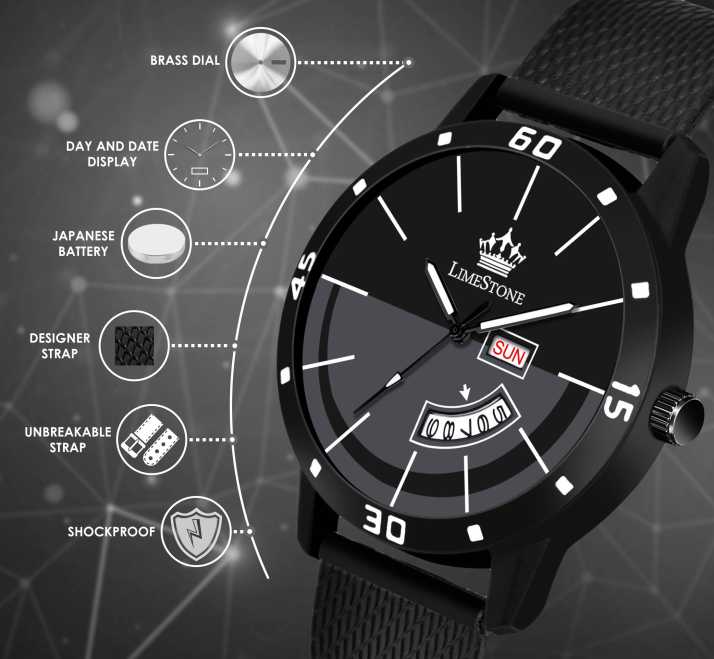 BRASS DIAL
DAY AND DATE
DISPLAY
JAPANESE
BATTERY
DESIGNER
STRAP
UNBREAKABLE
STRAP
SHOCKPROOF
60
45
LIMESTONE
SUN
15
30